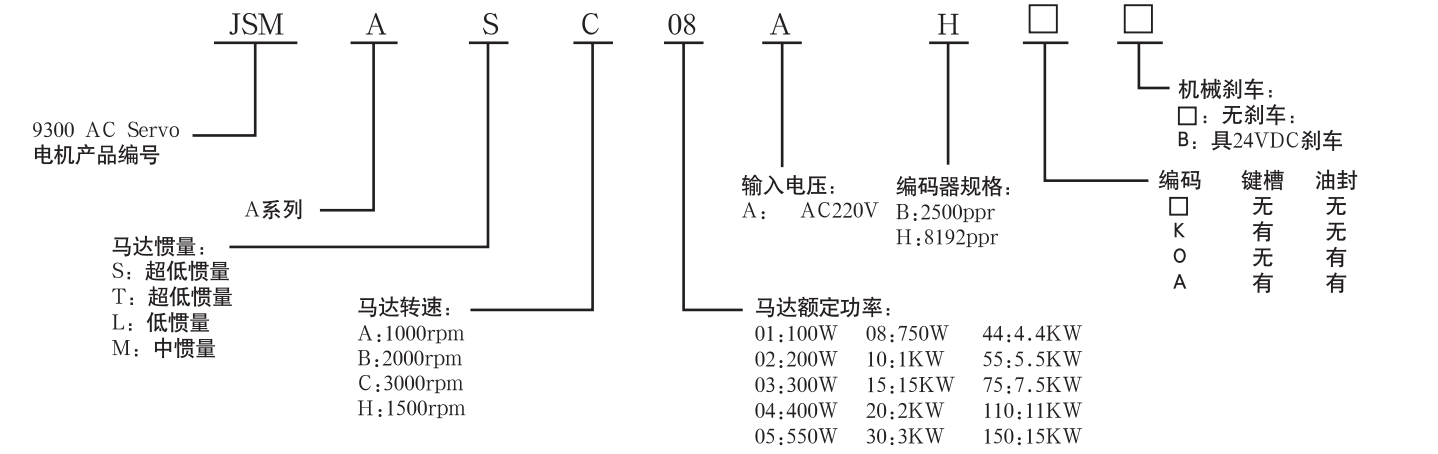 JSM A S C 08 A H □ □
9300 AC Servo
电机产品编号
A系列
马达惯量：
S：超低惯量
T：超低惯量
L：低惯量
M：中惯量
马达转速：
A:1000rpm
B:2000rpm
C:3000rpm
H:1500rpm
马达额定功率：
01:100W 08:750W 44:4.4KW
02:200W 10:1KW 55:5.5KW
03:300W 15:15KW 75:7.5KW
04:400W 20:2KW 110:11KW
05:550W 30:3KW 150:15KW
输入电压：
A： AC220V
编码器规格：
B:2500ppr
H:8192ppr
编码 键槽 油封
□ 无 无
K 有 无
O 无 有
A 有 有
机械刹车：
□：无刹车：
B：具24VDC刹车